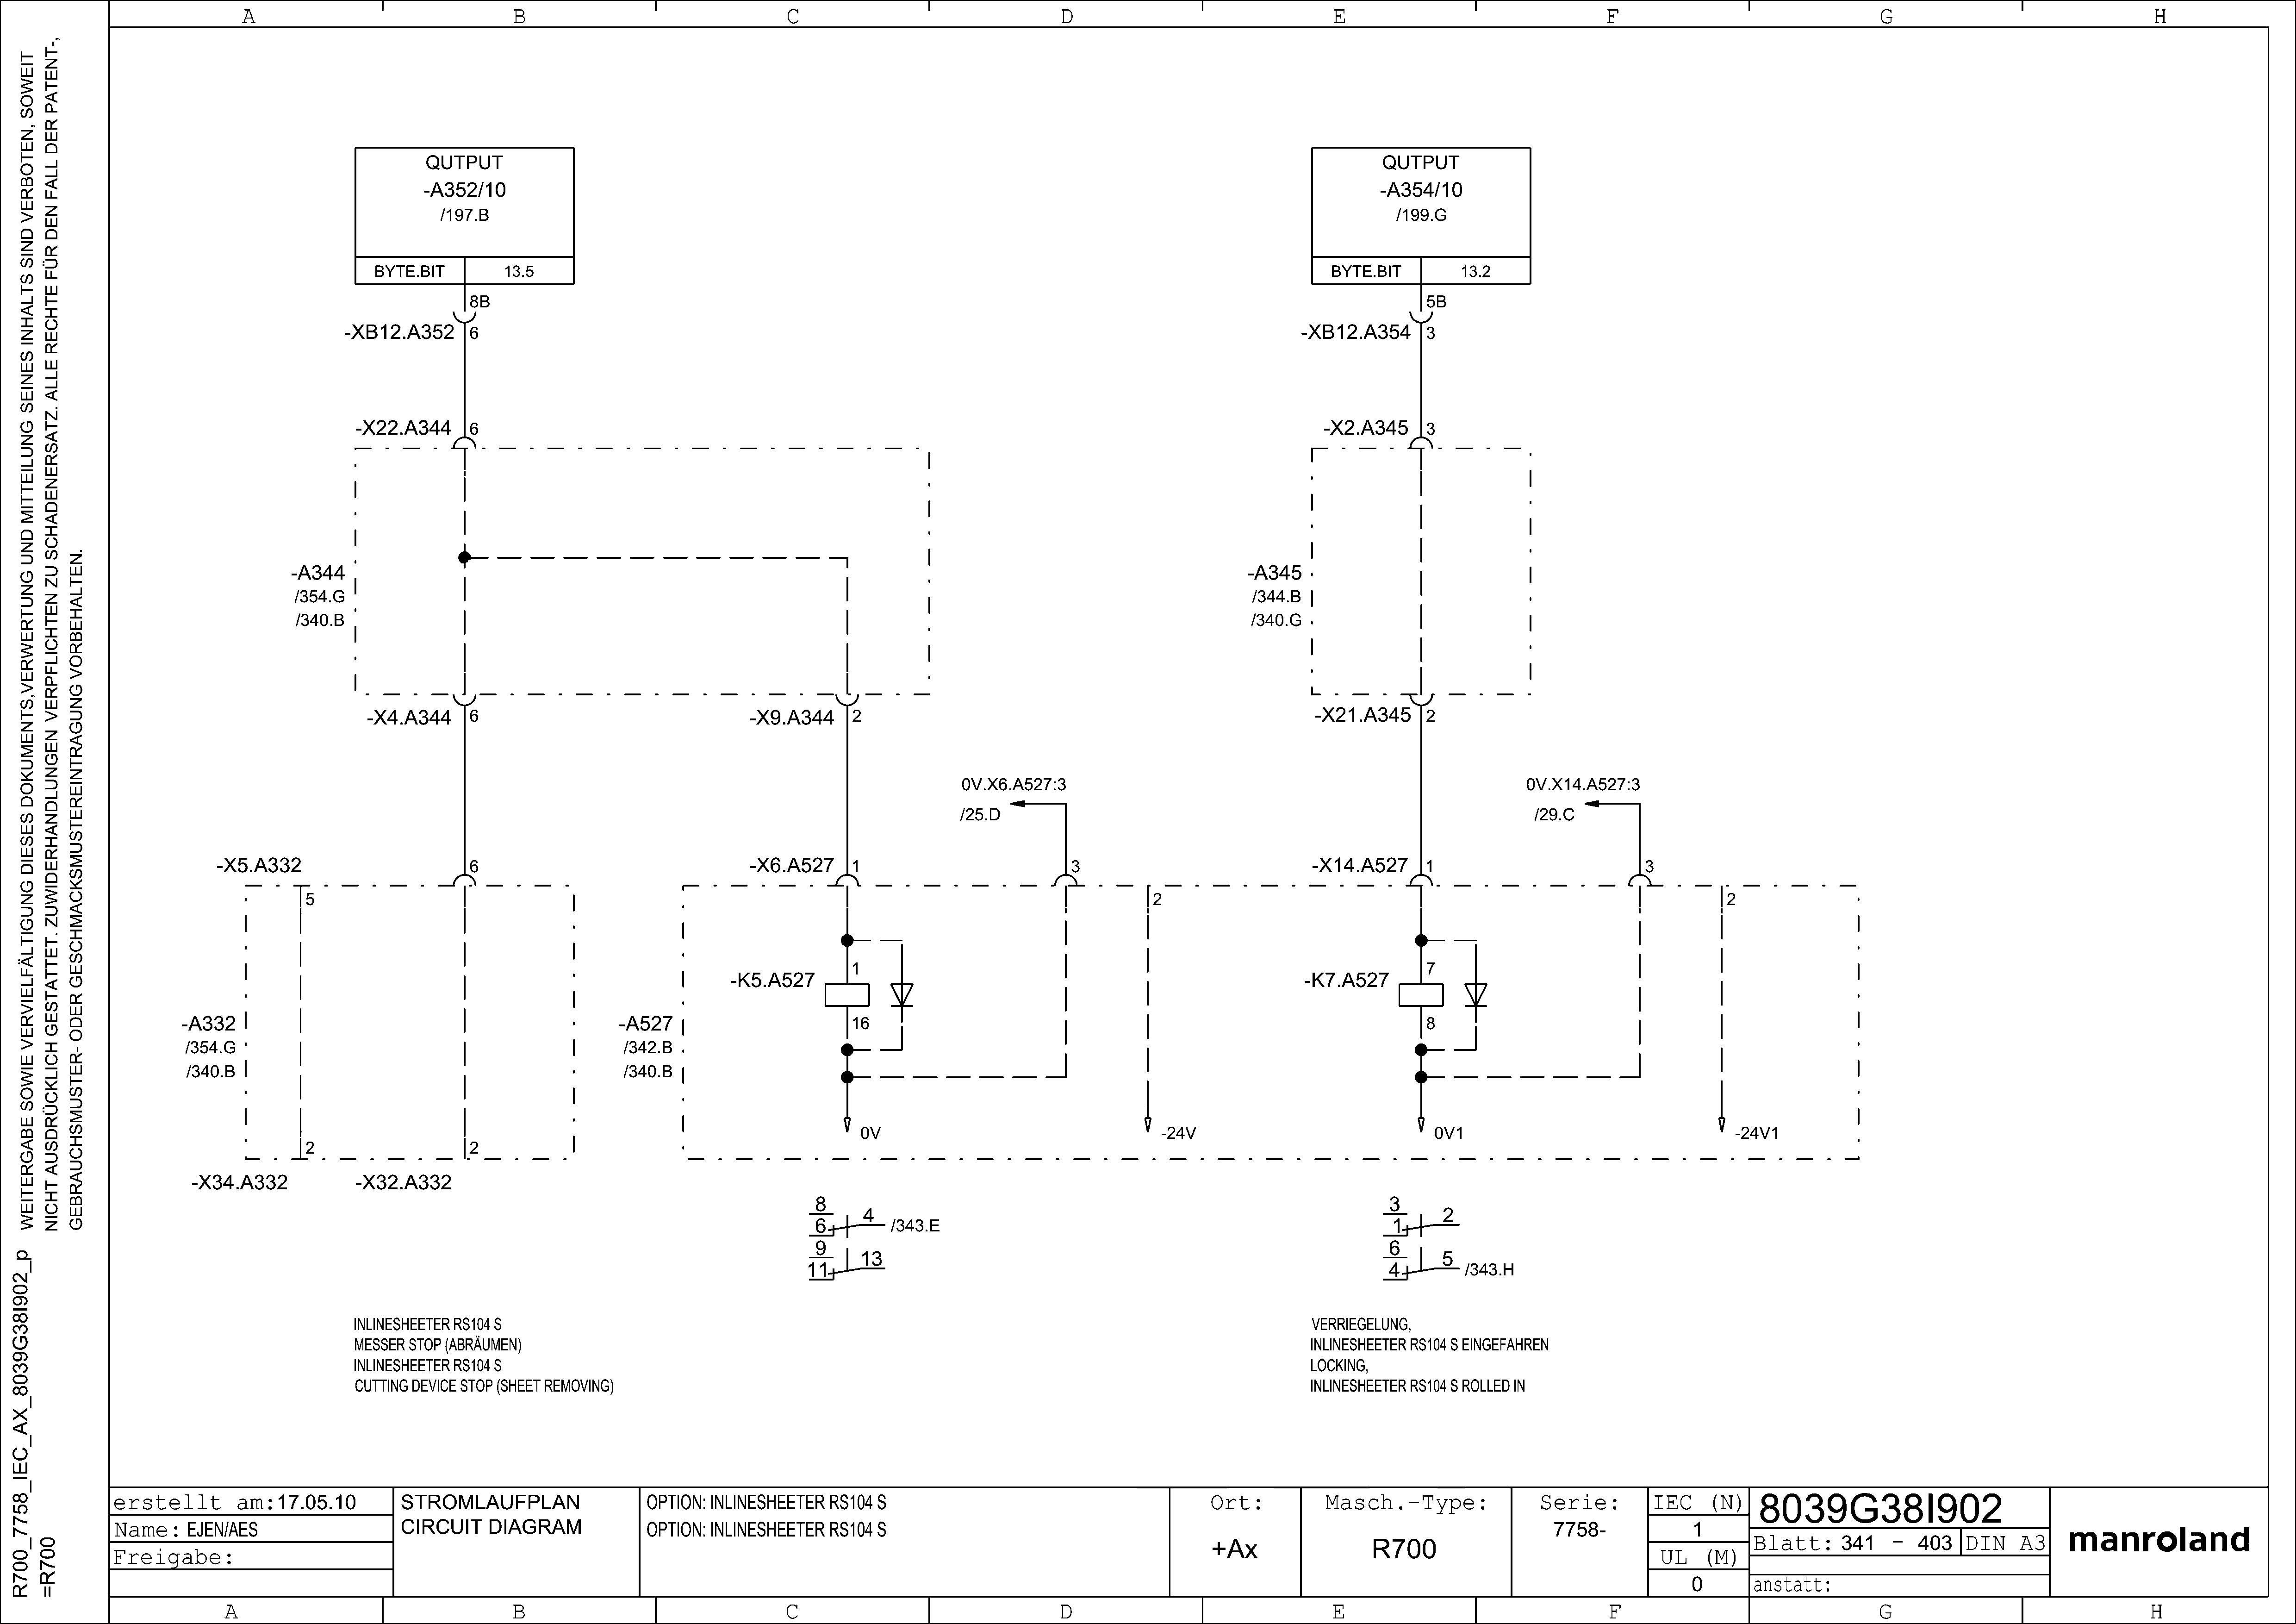 A B C D E F G H
WEITERGABE SOWIE VERVIELFÄLTIGUNG DIESES DOKUMENTS,VERWERTUNG UND MITTEILUNG SEINES INHALTS SIND VERBOTEN, SOWEIT
NICHT AUSDRÜCKLICH GESTATTET. ZUWIDERHANDLUNGEN VERPFLICHTEN ZU SCHADENERSATZ. ALLE RECHTE FÜR DEN FALL DER PATENT-,
GEBRAUCHSMUSTER- ODER GESCHMACKSMUSTEREINTRAGUNG VORBEHALTEN.
R700_7758_IEC_AX_8039G38I902_p
=R700
QUTPUT
-A352/10
/197.B
BYTE.BIT 13.5
8B
-XB12.A352 6
-X22.A344 6
-A344
/354.G
/340.B
-X4.A344 6
-X9.A344 2
QUTPUT
-A354/10
/199.G
BYTE.BIT 13.2
5B
-XB12.A354 3
-X2.A345 3
-A345
/344.B
/340.G
-X21.A345 2
0V.X6.A527:3
/25.D
0V.X14.A527:3
/29.C
-X5.A332 6
5
-A332
/354.G
/340.B
2 2
-X34.A332 -X32.A332
-X6.A527 1 3
2
-K5.A527 1
16
-A527
/342.B
/340.B
0V -24V
-X14.A527 1 3
2
-K7.A527 7
8
0V1 -24V1
8
6 4 /343.E
9
11 13
3
1 2
6
4 5 /343.H
INLINESHEETER RS104 S
MESSER STOP (ABRÄUMEN)
INLINESHEETER RS104 S
CUTTING DEVICE STOP (SHEET REMOVING)
VERRIEGELUNG,
INLINESHEETER RS104 S EINGEFAHREN
LOCKING,
INLINESHEETER RS104 S ROLLED IN
erstellt am:17.05.10
Name: EJEN/AES
Freigabe:
STROMLAUFPLAN
CIRCUIT DIAGRAM
OPTION: INLINESHEETER RS104 S
OPTION: INLINESHEETER RS104 S
Ort:
+Ax
Masch.-Type:
R700
Serie:
7758-
IEC (N)
1
UL (M)
0
8039G38I902
Blatt: 341 - 403 DIN A3
anstatt:
manroland
A B C D E F G H